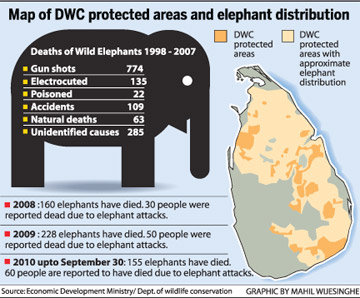 Map of DWC protected areas and elephant distribution
Deaths of Wild Elephants 1998 - 2007
Gun shots 774
Electrocuted 135
Poisoned 22
Accidents 109
Natural deaths 63
Unidentified causes 285
DWC
protected
areas
DWC
protected
areas with
approximate
elephant
distribution
2008 :160 elephants have died. 30 people were
reported dead due to elephant attacks.
2009 : 228 elephants have died. 50 people were
reported dead due to elephant attacks.
2010 upto September 30: 155 elephants have died.
60 people are reported to have died due to elephant attacks.
Source: Economic Development Ministry/ Dept. of wildlife conservation
GRAPHIC BY MAHIL WIJESINGHE